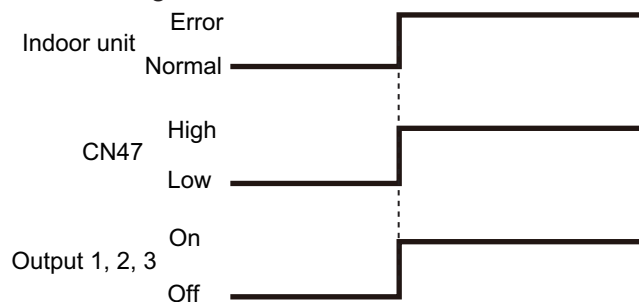 Error
Indoor unit
Normal
High
CN47
Low
On
Output 1, 2, 3
Off